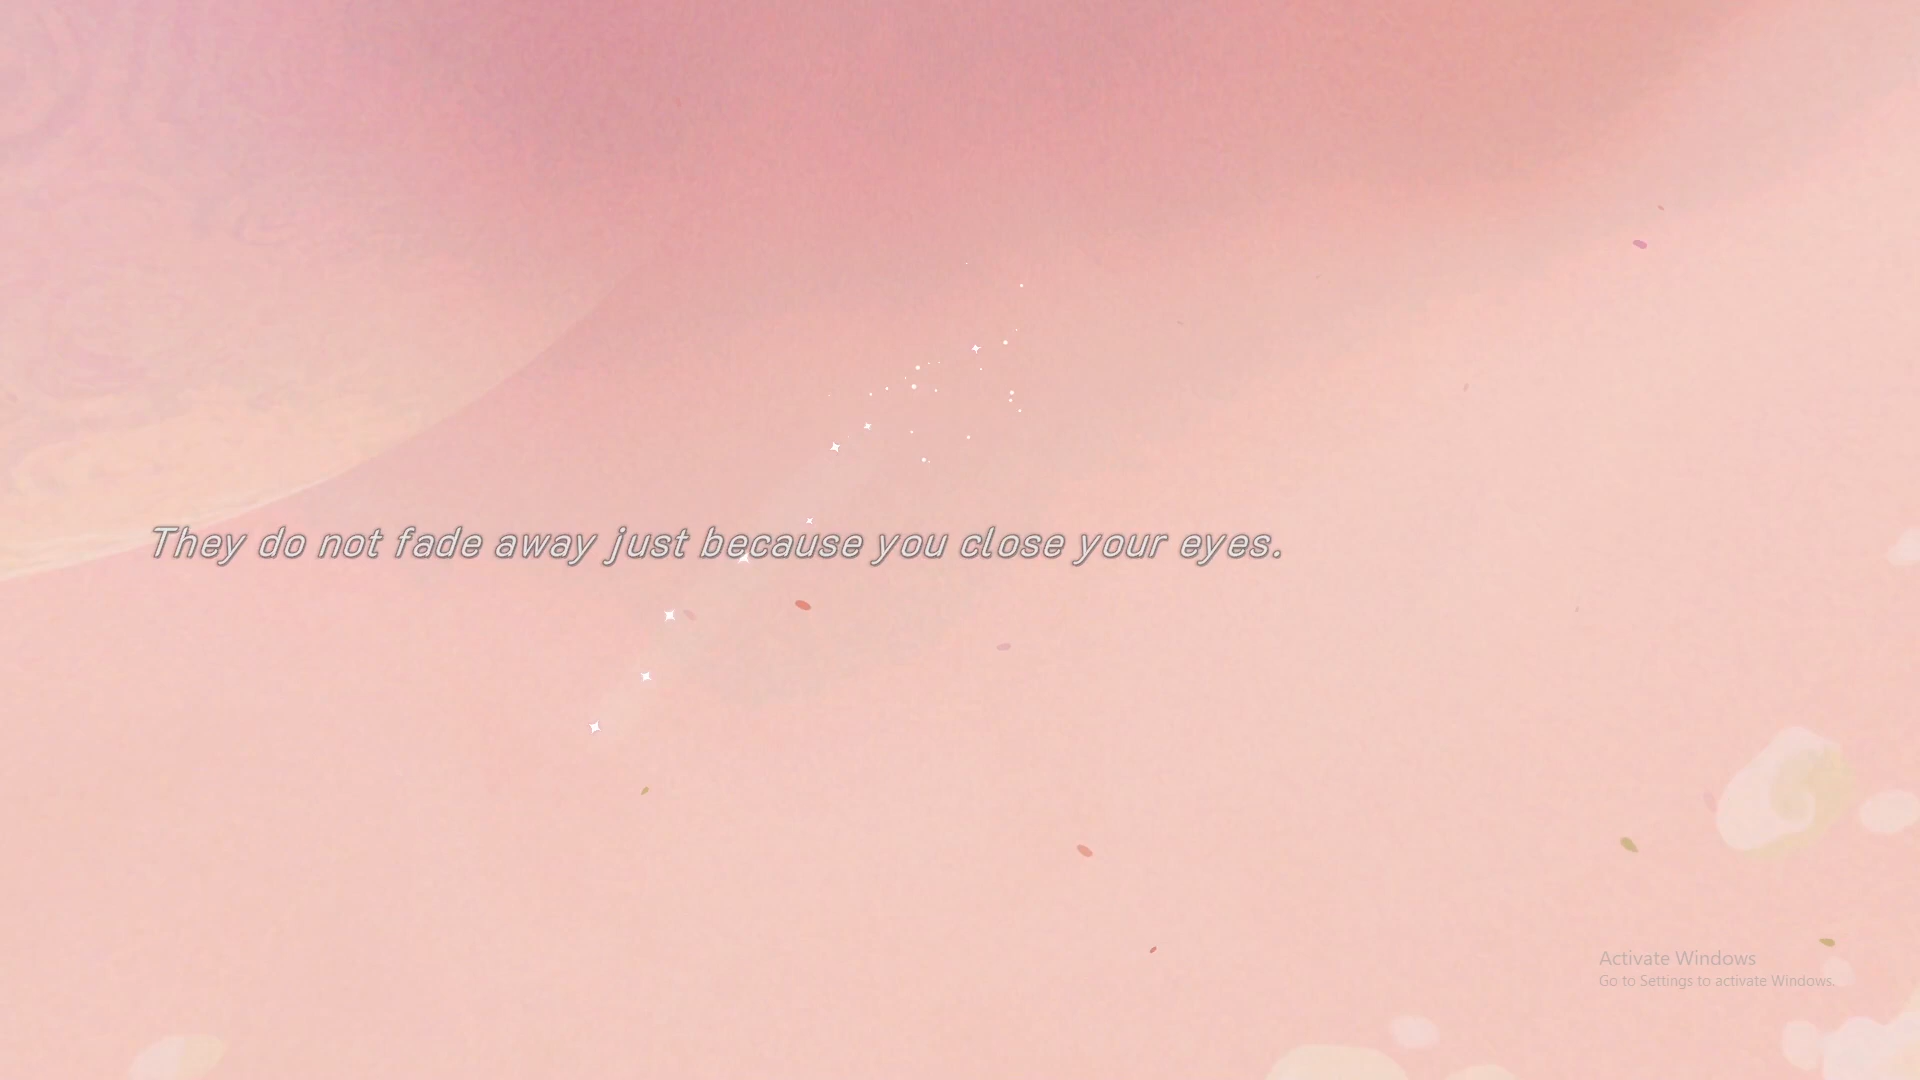 They do not fade away just because you close your eyes.
Activate Windows
Go to Settings to activate Windows.